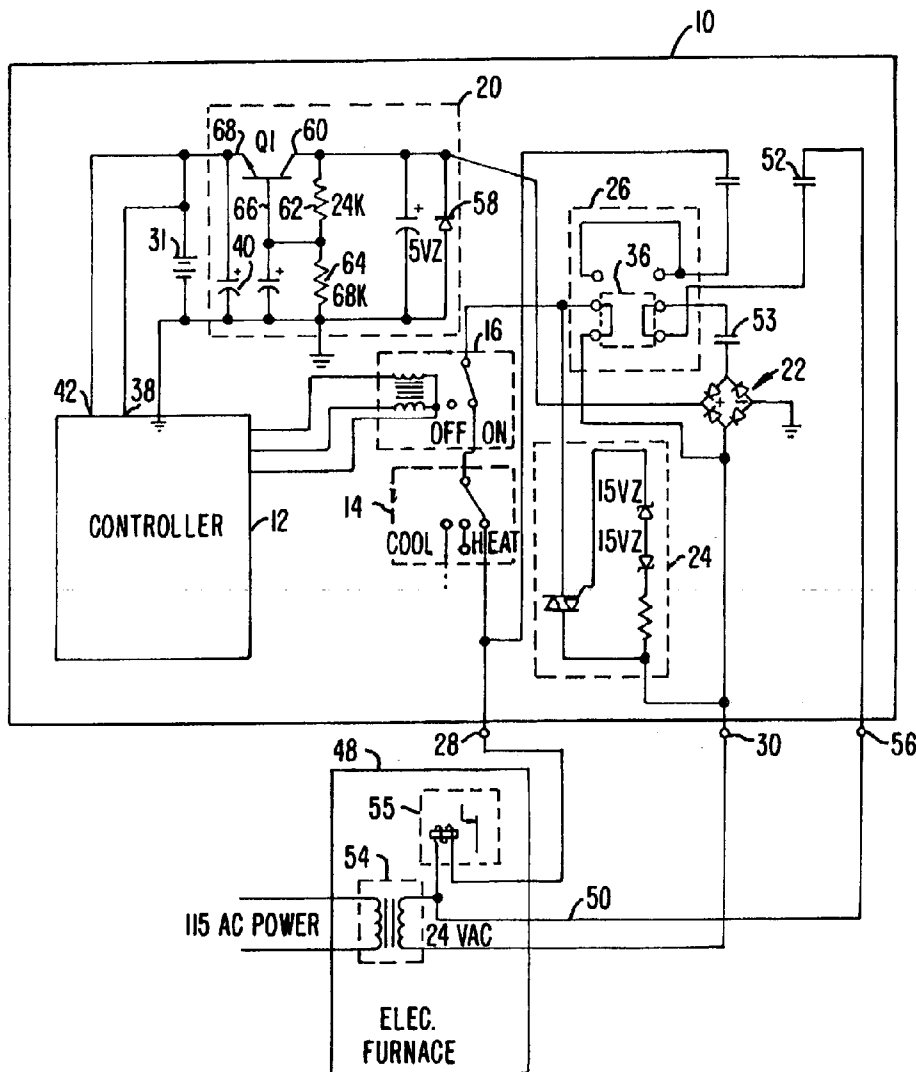 10
20
68 Q1 60
52
26
58
66 62 24K
36
31 40 + + + 5VZ
64
68K
53
16
22
42 38
OFF ON
15VZ
14
CONTROLLER 12
COOL HEAT
15VZ
24
28 30 56
48
55
54
50
115 AC POWER 24 VAC
ELEC.
FURNACE